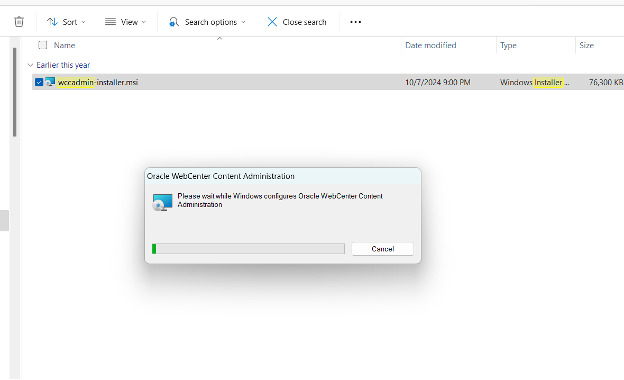 Sort View Search options Close search
Name Date modified Type Size
Earlier this year
wccadmin-installer.msi 10/7/2024 9:00 PM Windows Installer ... 76,300 KB
Oracle WebCenter Content Administration
Please wait while Windows configures Oracle WebCenter Content
Administration
Cancel